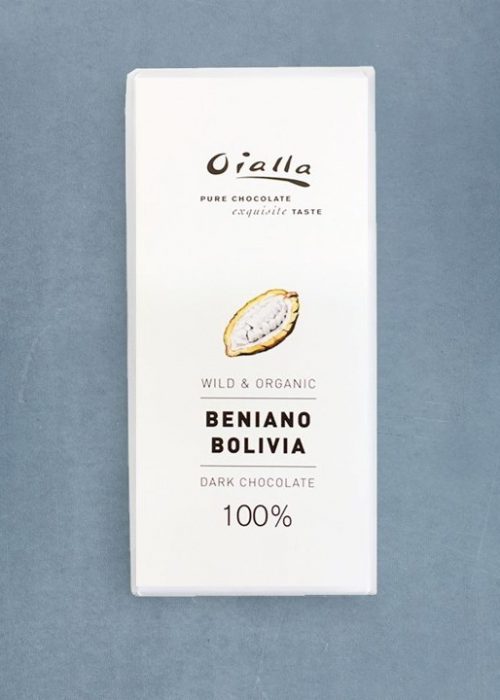 Oialla
PURE CHOCOLATE
exquisite TASTE
WILD & ORGANIC
BENIANO
BOLIVIA
DARK CHOCOLATE
100%